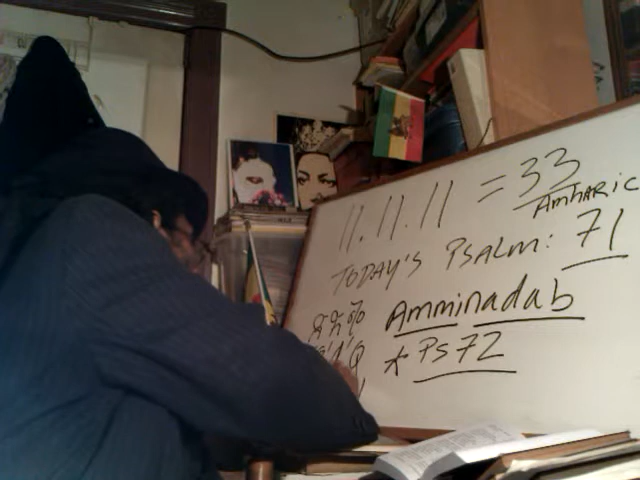 11.11.11 = 33
AMHARIC
TODAY'S PSALM: 71
Amminadab
* PS 72